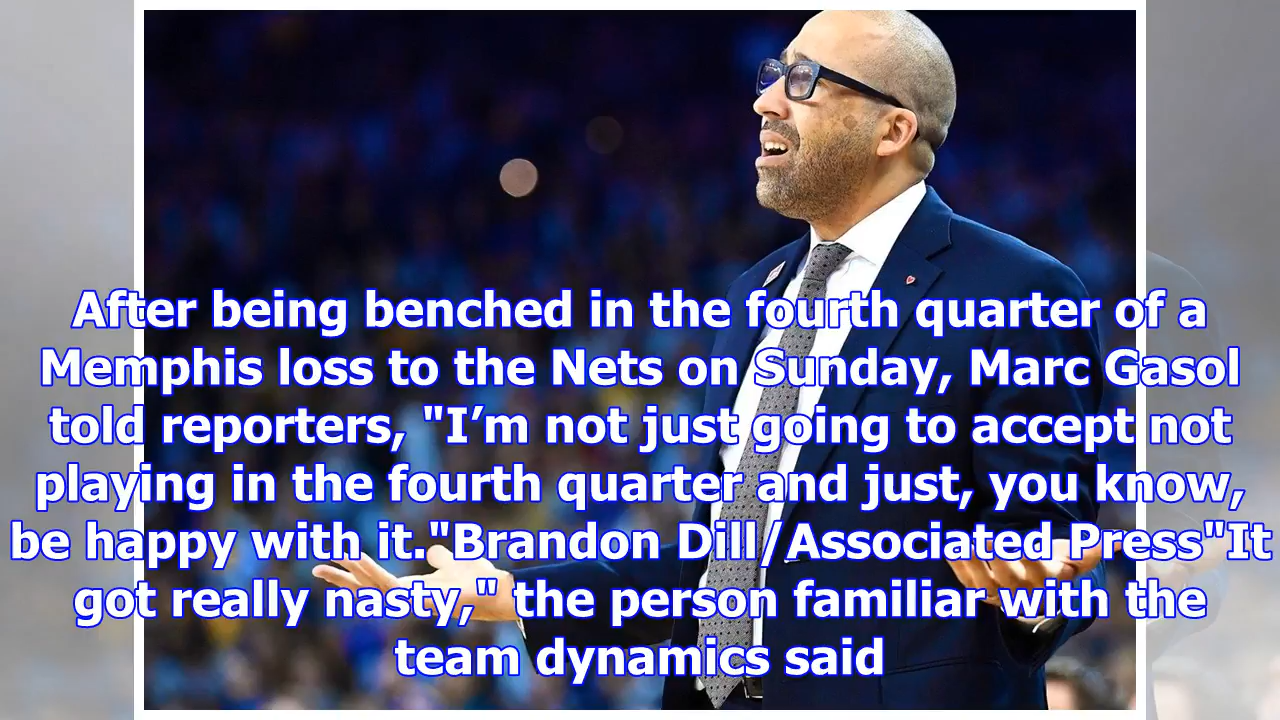 After being benched in the fourth quarter of a
Memphis loss to the Nets on Sunday, Marc Gasol
told reporters, "I’m not just going to accept not
playing in the fourth quarter and just, you know,
be happy with it."Brandon Dill/Associated Press"It
got really nasty," the person familiar with the
team dynamics said